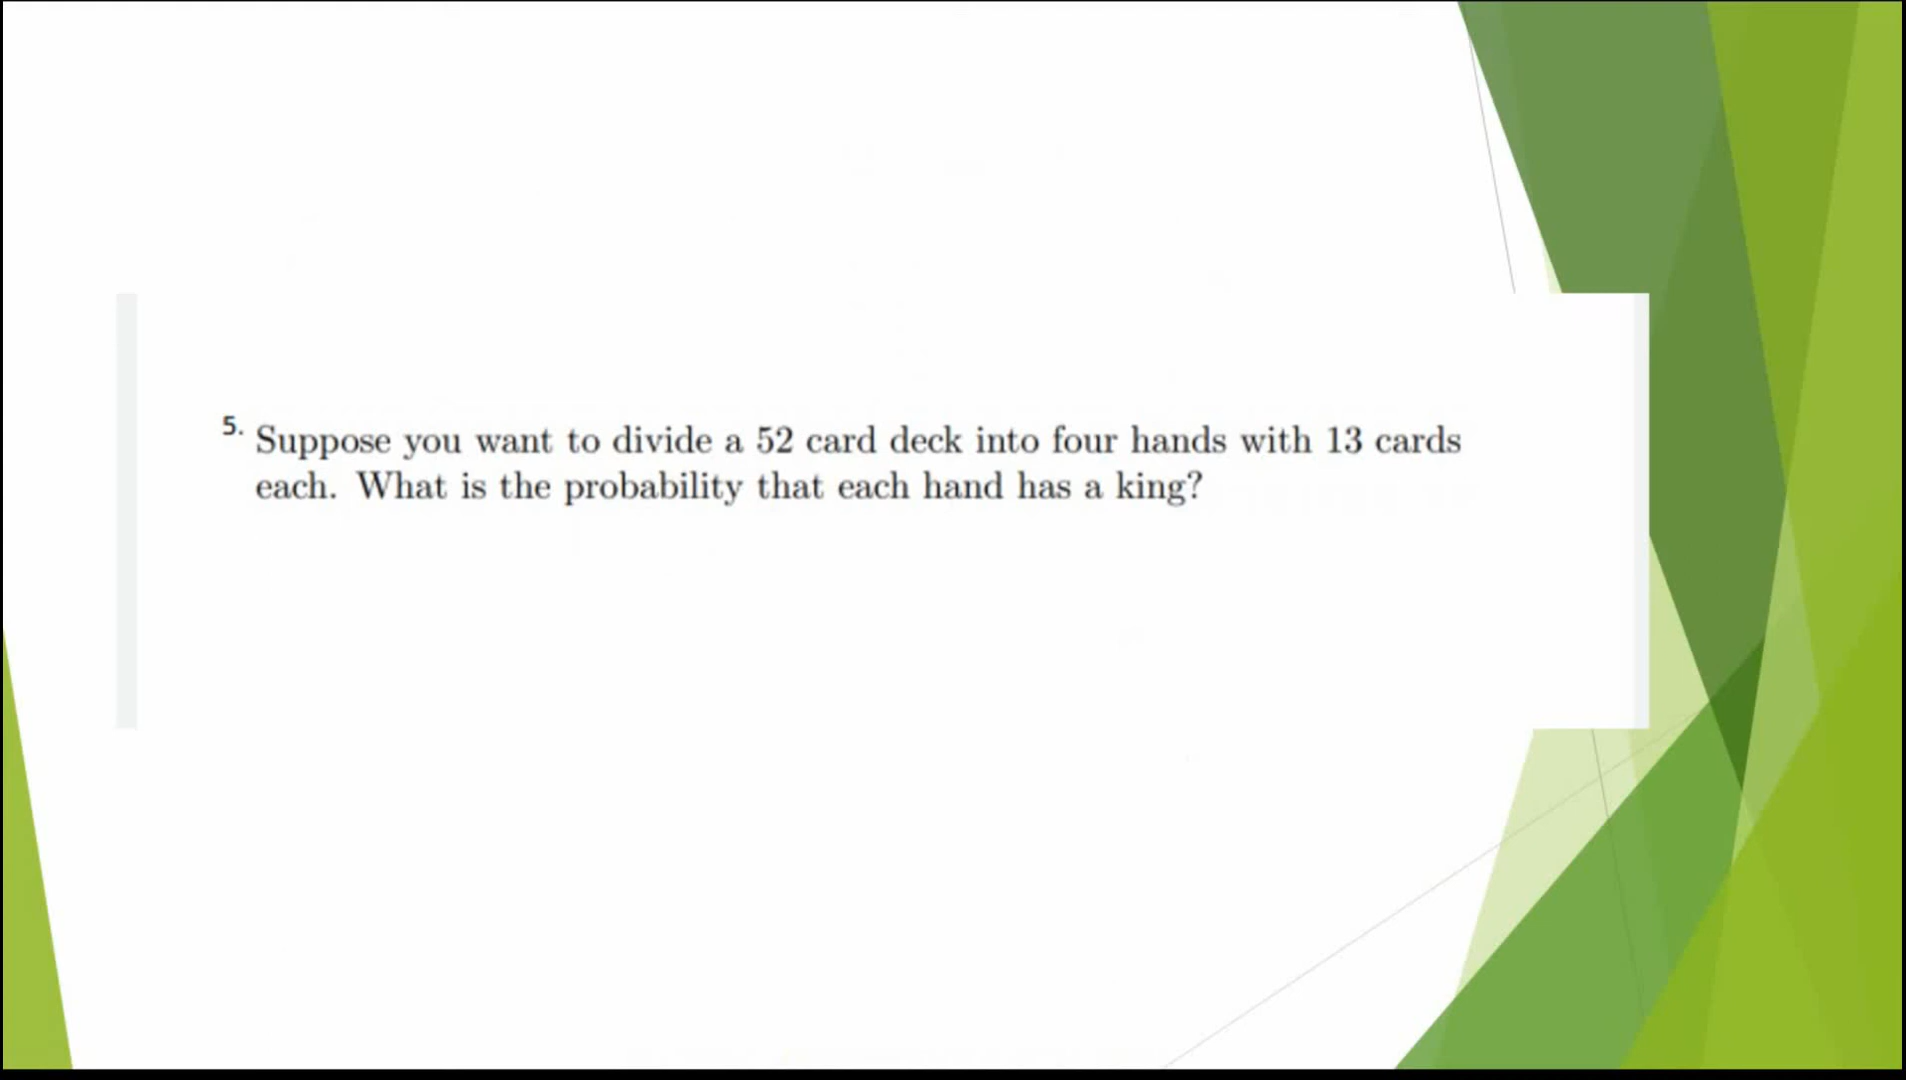 5. Suppose you want to divide a 52 card deck into four hands with 13 cards
each. What is the probability that each hand has a king?